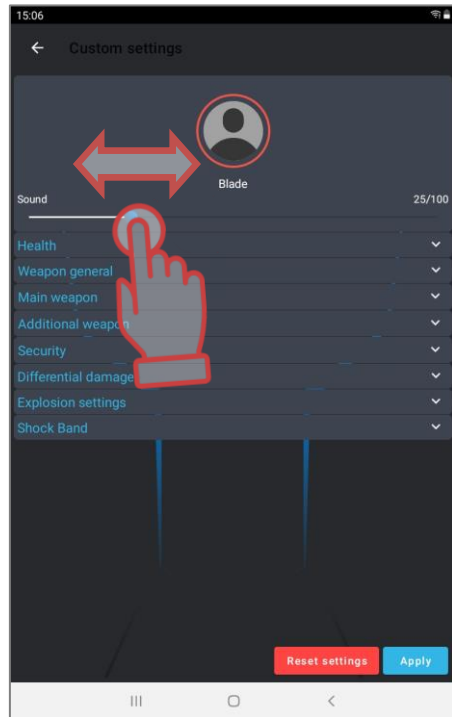 15:06
Custom settings
Blade
Sound 25/100
Health
Weapon general
Main weapon
Additional weapon
Security
Differential damage
Explosion settings
Shock Band
Reset settings Apply